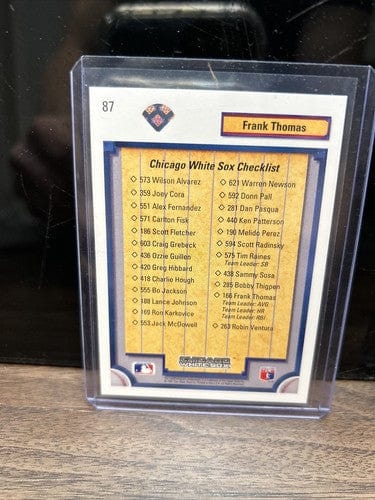 87
Frank Thomas
Chicago White Sox Checklist
573 Wilson Alvarez
359 Joey Cora
551 Alex Fernandez
571 Carlton Fisk
186 Scott Fletcher
603 Craig Grebeck
436 Ozzie Guillen
420 Greg Hibbard
418 Charlie Hough
555 Bo Jackson
188 Lance Johnson
169 Ron Karkovice
553 Jack McDowell
621 Warren Newson
592 Donn Pall
281 Dan Pasqua
440 Ken Patterson
190 Melido Perez
594 Scott Radinsky
575 Tim Raines
Team Leader: SB
438 Sammy Sosa
285 Bobby Thigpen
166 Frank Thomas
Team Leader: AVG
Team Leader: HR
Team Leader: RBI
263 Robin Ventura
CHICAGO
WHITE SOX